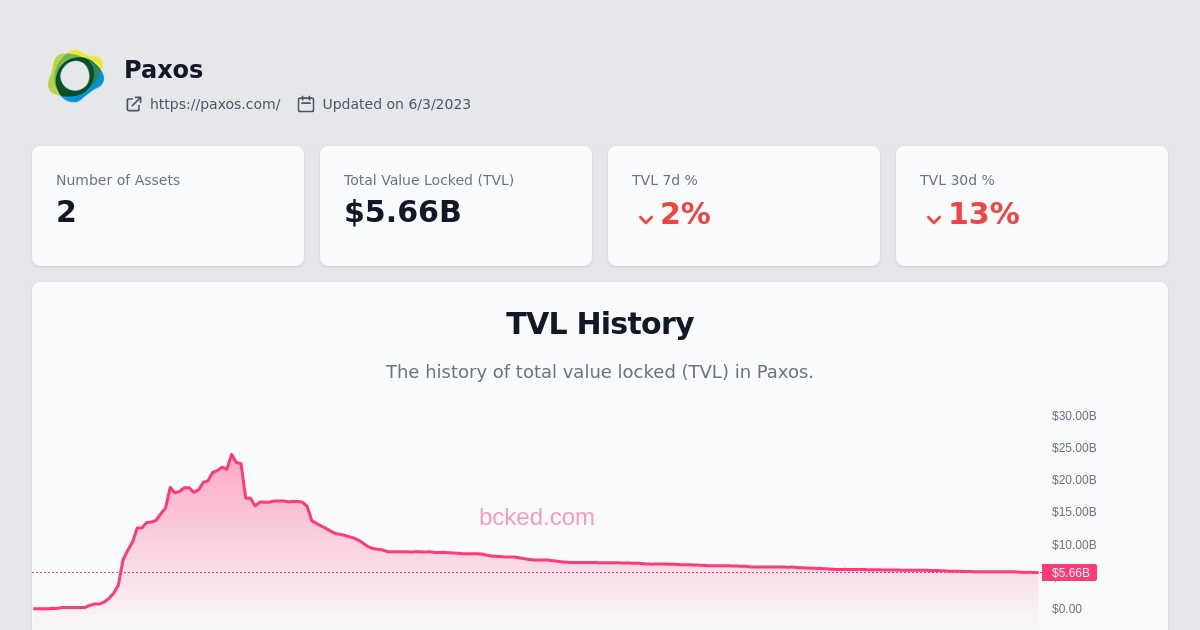 Paxos
https://paxos.com/ Updated on 6/3/2023
Number of Assets
2
Total Value Locked (TVL)
$5.66B
TVL 7d %
2%
TVL 30d %
13%
TVL History
The history of total value locked (TVL) in Paxos.
$30.00B
$25.00B
$20.00B
$15.00B
bcked.com
$10.00B
$5.66B
$0.00